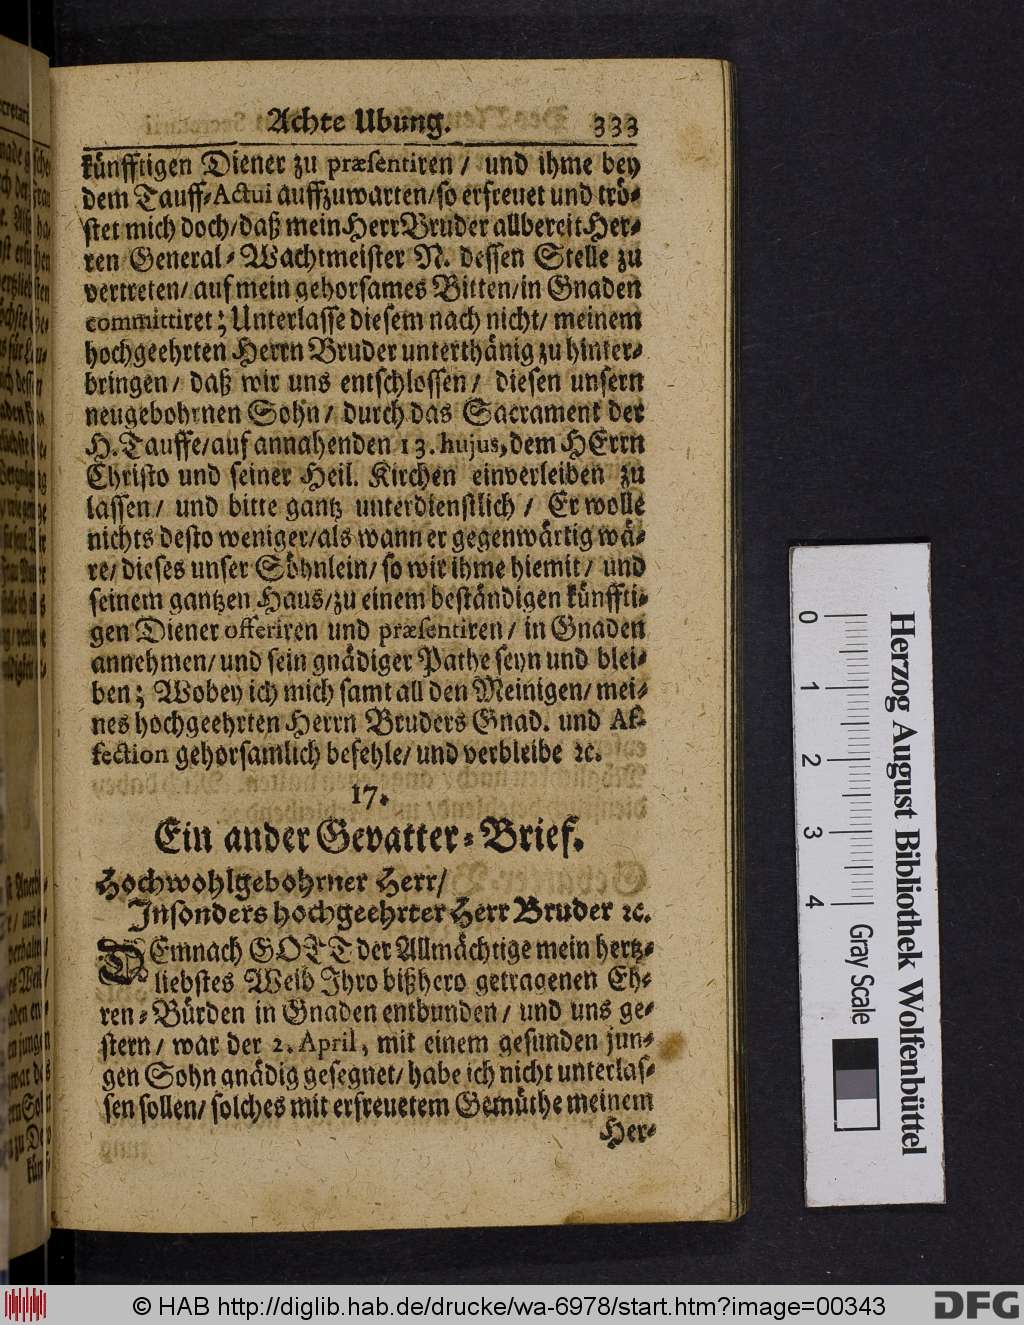 Achte Ubung. 333
künfftigen Diener zu præsentiren / und ihme bey
dem Tauff-Actui auffzuwarten/so erfreuet und trö-
stet mich doch/daß mein Herr Bruder allbereit Her-
ren General-Wachtmeister N. dessen Stelle zu
vertreten/ auf mein gehorsames Bitten/in Gnaden
committiret; Unterlasse diesem nach nicht/ meinem
hochgeehrten Herrn Bruder unterthänig zu hinter-
bringen/ daß wir uns entschlossen/ diesen unsern
neugebohrnen Sohn/ durch das Sacrament der
H. Tauffe/auf annahenden 13. hujus, dem HErrn
Christo und seiner Heil. Kirchen einverleiben zu
lassen/ und bitte gantz unterdienstlich / Er wolle
nichts desto weniger/als wann er gegenwärtig wä-
re/ dieses unser Söhnlein/ so wir ihme hiemit/ und
seinem gantzen Haus/zu einem beständigen künffti-
gen Diener offeriren und præsentiren/ in Gnaden
annehmen/und sein gnädiger Pathe seyn und blei-
ben; Wobey ich mich samt all den Meinigen/ mei-
nes hochgeehrten Herrn Bruders Gnad. und Af-
fection gehorsamlich befehle/ und verbleibe ꝛc.
17.
Ein ander Gevatter-Brief.
Hochwohlgebohrner Herr/
Insonders hochgeehrter Herr Bruder ꝛc.
DEmnach GOTT der Allmächtige mein hertz-
liebstes Weib Ihro bißhero getragenen Eh-
ren-Bürden in Gnaden entbunden/ und uns ge-
stern/ war der 2. April, mit einem gesunden jun-
gen Sohn gnädig gesegnet/ habe ich nicht unterlas-
sen sollen/ solches mit erfreuetem Gemüthe meinem
Her-
Herzog August Bibliothek Wolfenbüttel
0 1 2 3 4 Gray Scale
© HAB http://diglib.hab.de/drucke/wa-6978/start.htm?image=00343
DFG